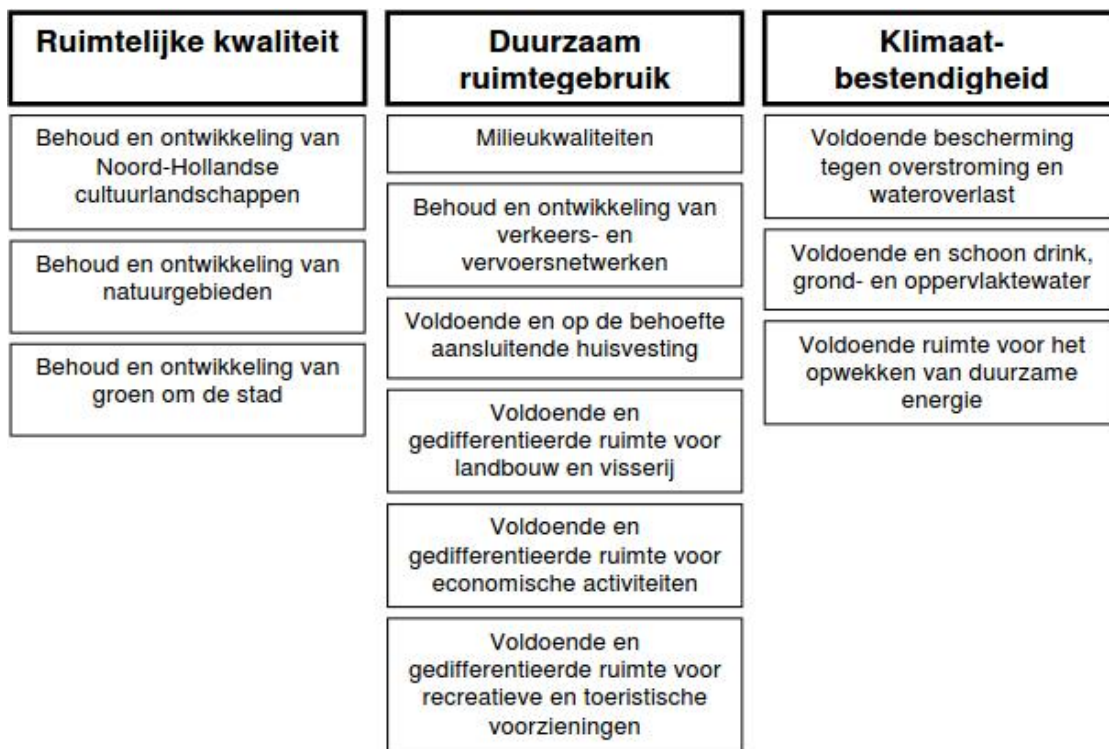 Ruimtelijke kwaliteit
Behoud en ontwikkeling van
Noord-Hollandse
cultuurlandschappen
Behoud en ontwikkeling van
natuurgebieden
Behoud en ontwikkeling van
groen om de stad
Duurzaam
ruimtegebruik
Milieukwaliteiten
Behoud en ontwikkeling van
verkeers- en
vervoersnetwerken
Voldoende en op de behoefte
aansluitende huisvesting
Voldoende en
gedifferentieerde ruimte voor
landbouw en visserij
Voldoende en
gedifferentieerde ruimte voor
economische activiteiten
Voldoende en
gedifferentieerde ruimte voor
recreatieve en toeristische
voorzieningen
Klimaat-
bestendigheid
Voldoende bescherming
tegen overstroming en
wateroverlast
Voldoende en schoon drink,
grond- en oppervlaktewater
Voldoende ruimte voor het
opwekken van duurzame
energie